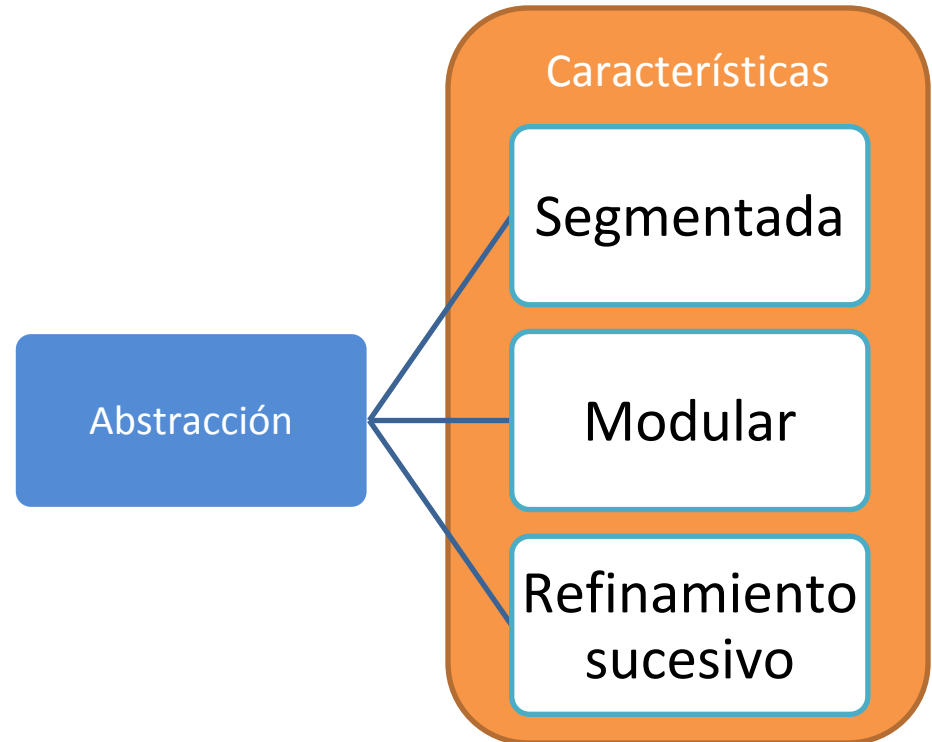 Características
Segmentada
Abstracción
Modular
Refinamiento
sucesivo